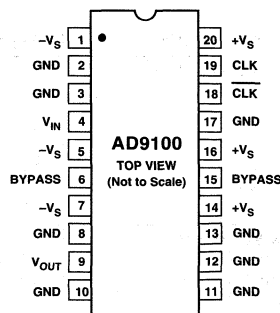 –VS 1 20 +VS
GND 2 19 CLK
GND 3 18 CLK
VIN 4 17 GND
–VS 5 16 +VS
AD9100
TOP VIEW
(Not to Scale)
BYPASS 6 15 BYPASS
–VS 7 14 +VS
GND 8 13 GND
VOUT 9 12 GND
GND 10 11 GND